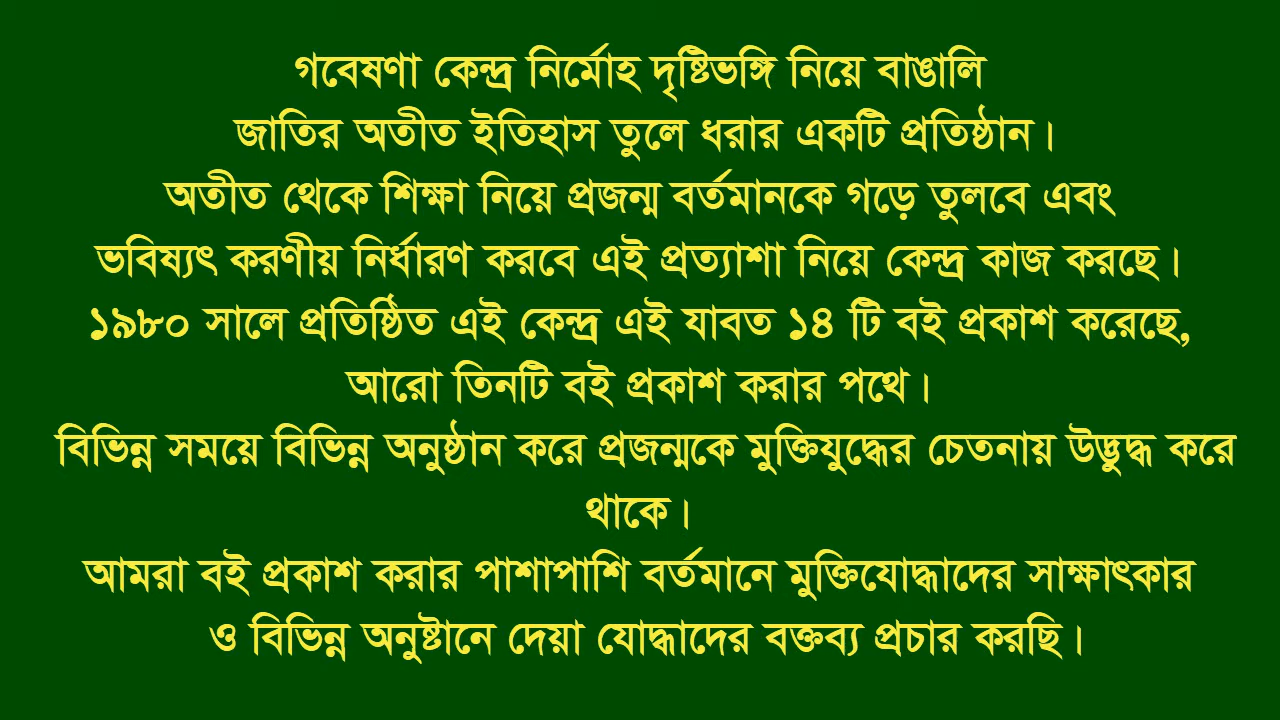 গবেষণা কেন্দ্র নির্মোহ দৃষ্টিভঙ্গি নিয়ে বাঙালি
জাতির অতীত ইতিহাস তুলে ধরার একটি প্রতিষ্ঠান।
অতীত থেকে শিক্ষা নিয়ে প্রজন্ম বর্তমানকে গড়ে তুলবে এবং
ভবিষ্যৎ করণীয় নির্ধারণ করবে এই প্রত্যাশা নিয়ে কেন্দ্র কাজ করছে।
১৯৮০ সালে প্রতিষ্ঠিত এই কেন্দ্র এই যাবত ১৪ টি বই প্রকাশ করেছে,
আরো তিনটি বই প্রকাশ করার পথে।
বিভিন্ন সময়ে বিভিন্ন অনুষ্ঠান করে প্রজন্মকে মুক্তিযুদ্ধের চেতনায় উদ্ভুদ্ধ করে
থাকে।
আমরা বই প্রকাশ করার পাশাপাশি বর্তমানে মুক্তিযোদ্ধাদের সাক্ষাৎকার
ও বিভিন্ন অনুষ্টানে দেয়া যোদ্ধাদের বক্তব্য প্রচার করছি।